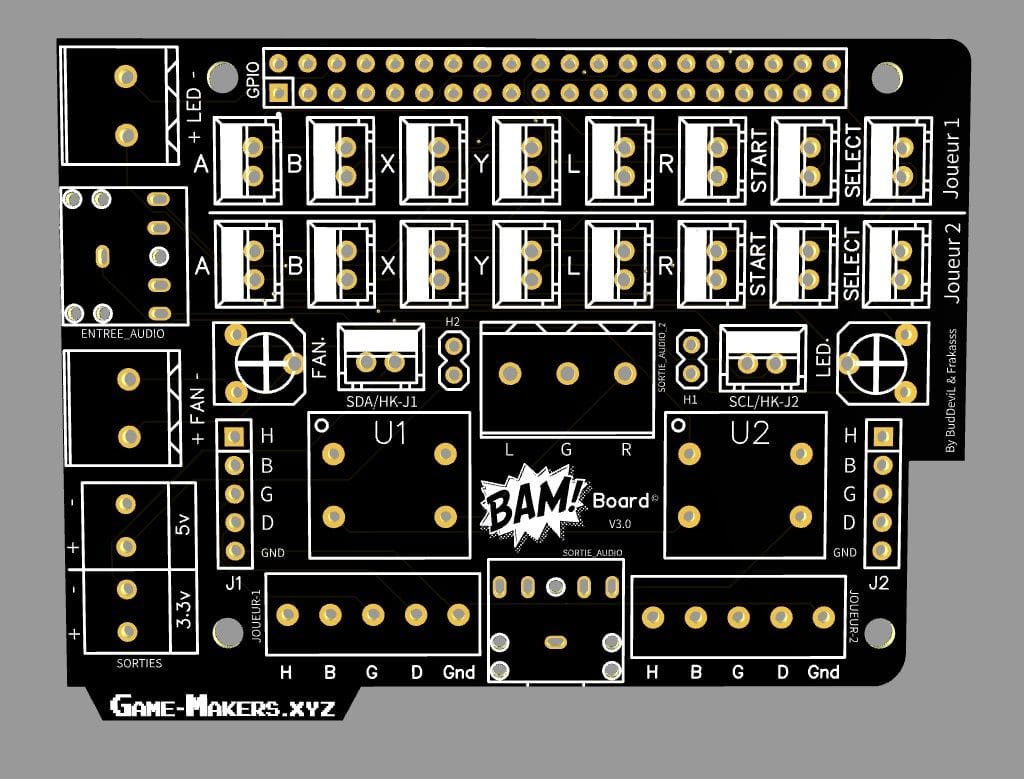 GPIO
+ LED -
A
B
X
Y
L
R
START
SELECT
Joueur 1
A
B
X
Y
L
R
START
SELECT
Joueur 2
ENTREE_AUDIO
+ FAN -
FAN.
SDA/HK-J1
H2
SORTIE_AUDIO_2
L G R
H1
SCL/HK-J2
LED.
By BudDeviL & Frakasss
U1
U2
J1
H
B
G
D
GND
J2
H
B
G
D
GND
BAM! Board©
V3.0
- 5v +
- 3.3v +
SORTIES
JOUEUR-1
H B G D Gnd
SORTIE_AUDIO
JOUEUR-2
H B G D Gnd
GAME-MAKERS.XYZ